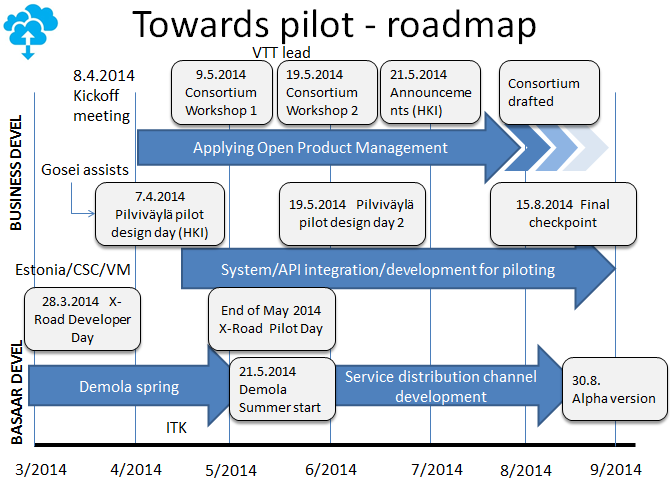 Towards pilot - roadmap
VTT lead
8.4.2014
Kickoff
meeting
9.5.2014
Consortium
Workshop 1
19.5.2014
Consortium
Workshop 2
21.5.2014
Announceme
nts (HKI)
Consortium
drafted
BUSINESS DEVEL
Applying Open Product Management
Gosei assists
7.4.2014
Pilviväylä pilot
design day (HKI)
19.5.2014 Pilviväylä
pilot design day 2
15.8.2014 Final
checkpoint
Estonia/CSC/VM
System/API integration/development for piloting
28.3.2014 X-
Road Developer
Day
End of May 2014
X-Road Pilot Day
BASAAR DEVEL
Demola spring
21.5.2014
Demola
Summer start
Service distribution channel
development
30.8.
Alpha version
ITK
3/2014
4/2014
5/2014
6/2014
7/2014
8/2014
9/2014